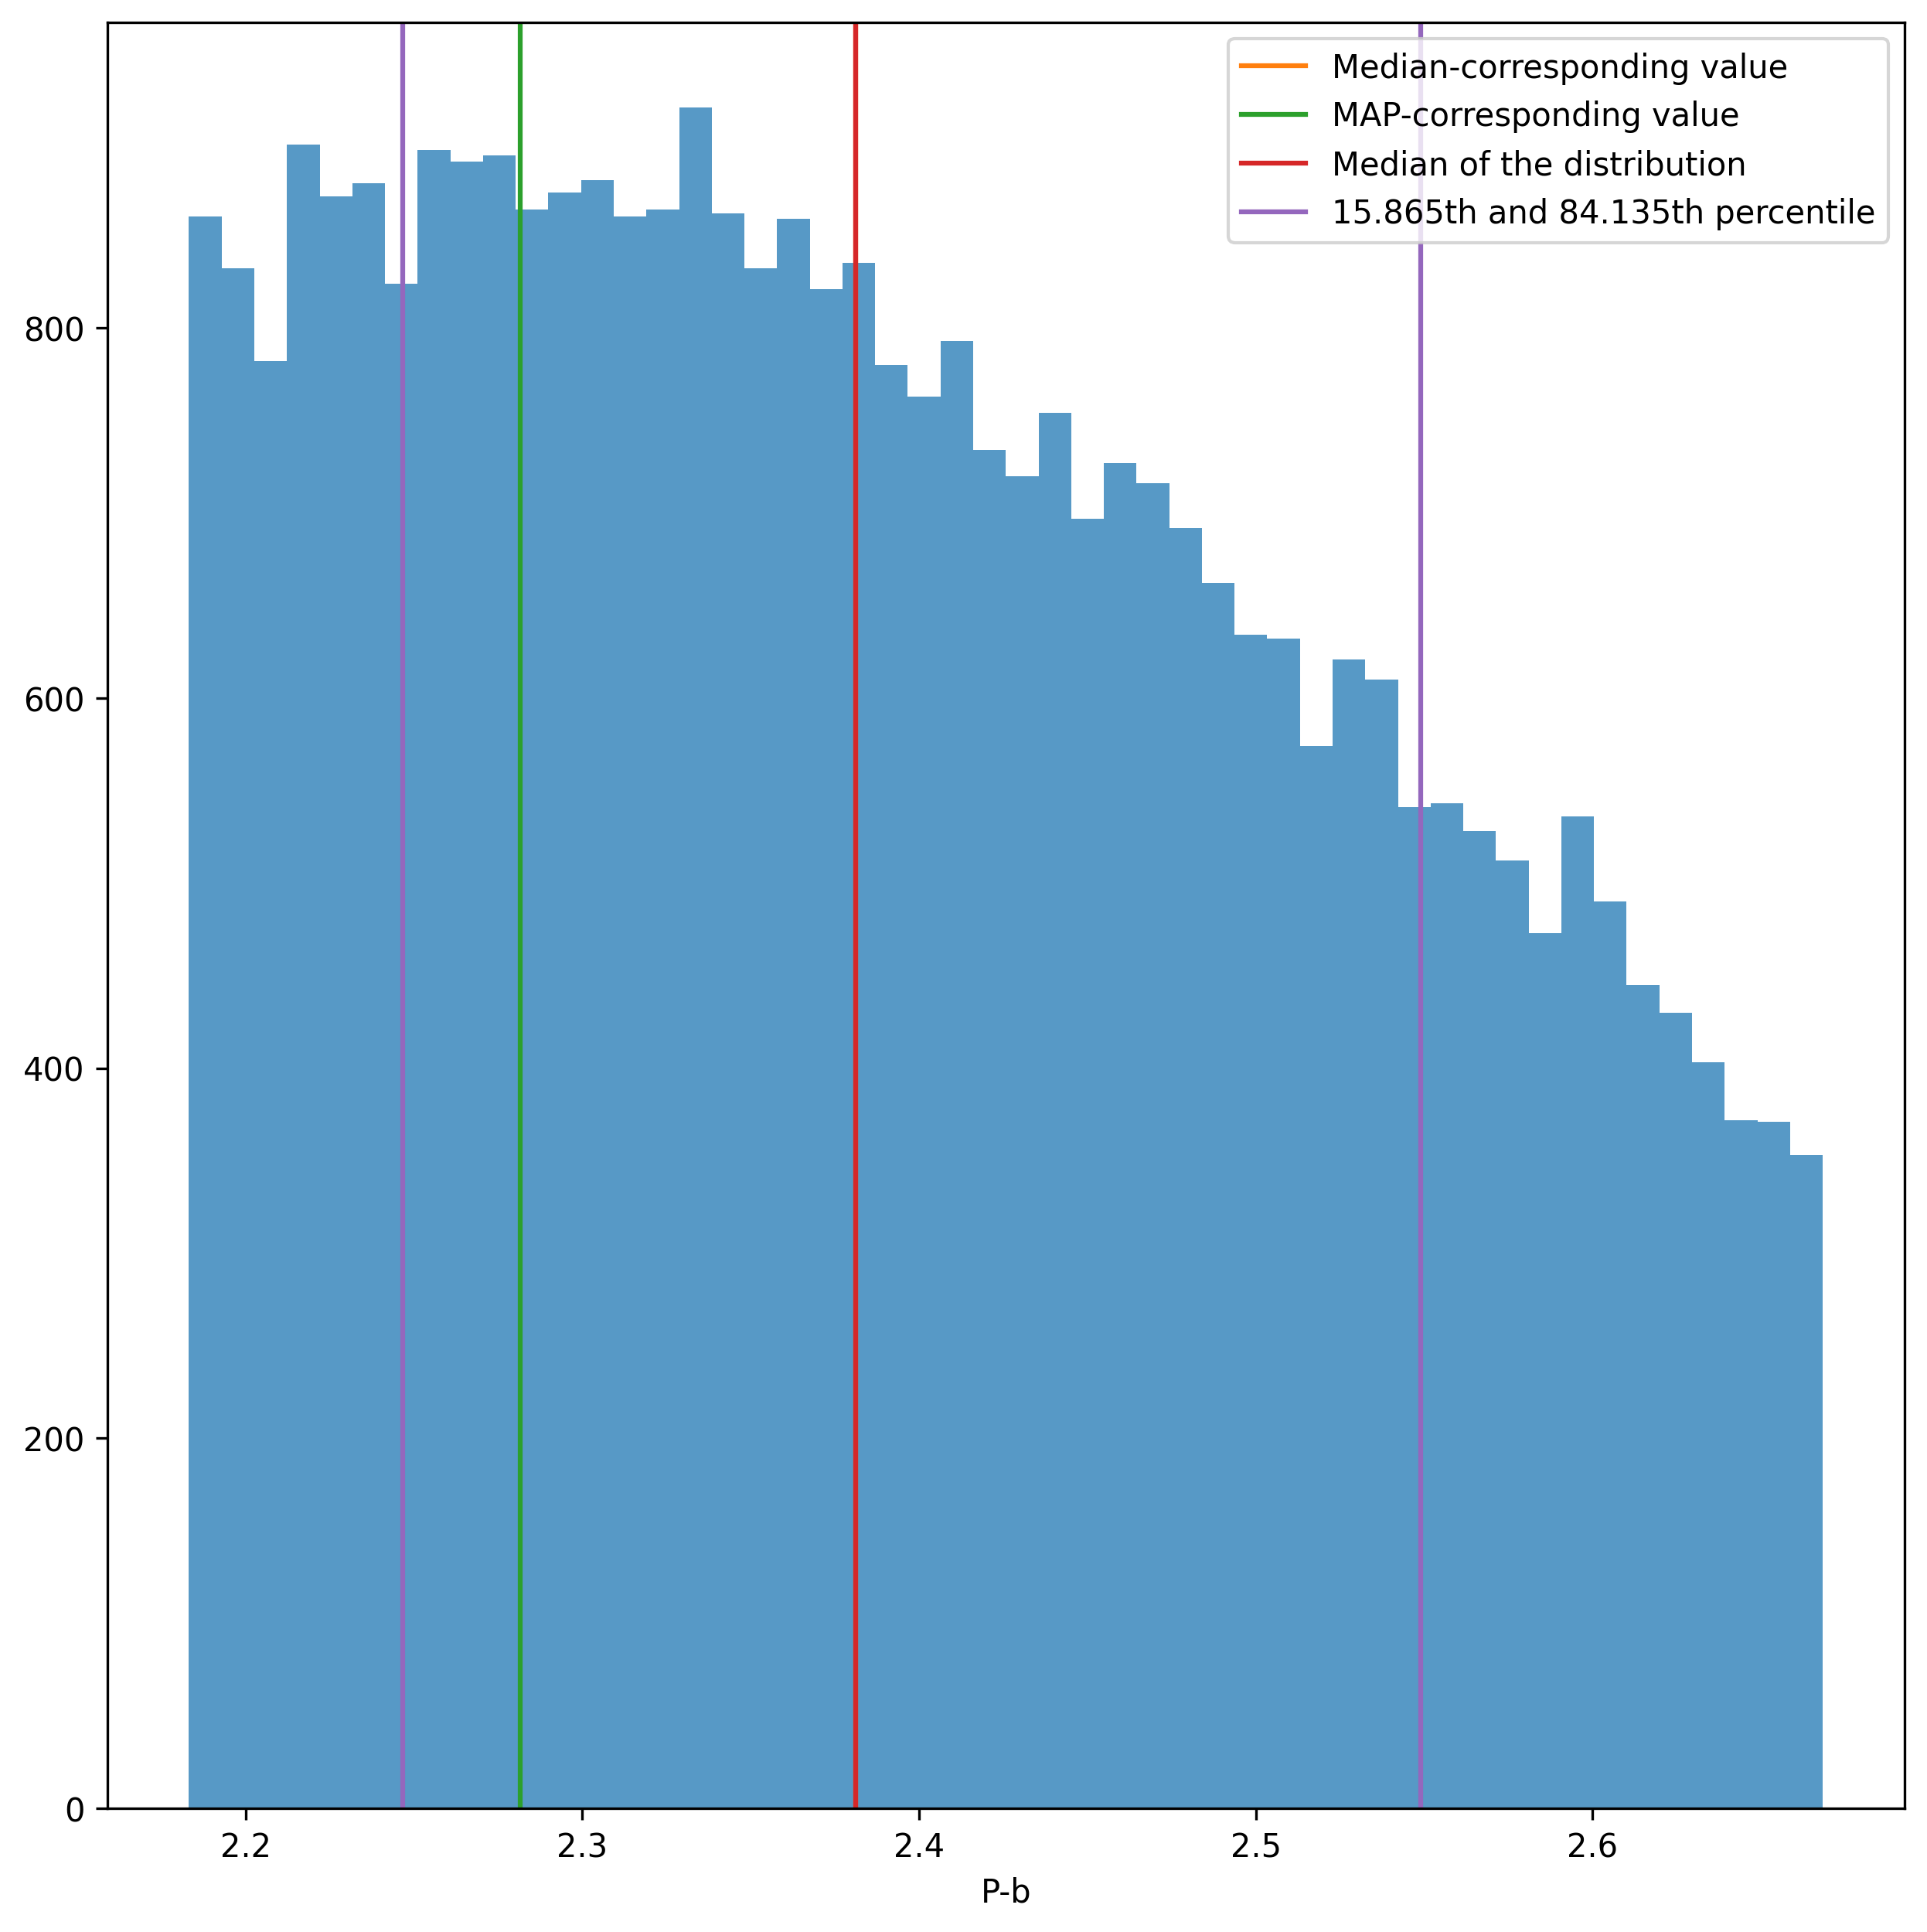 Median-corresponding value
MAP-corresponding value
Median of the distribution
15.865th and 84.135th percentile
800
600
400
200
0
2.2 2.3 2.4 2.5 2.6
P-b